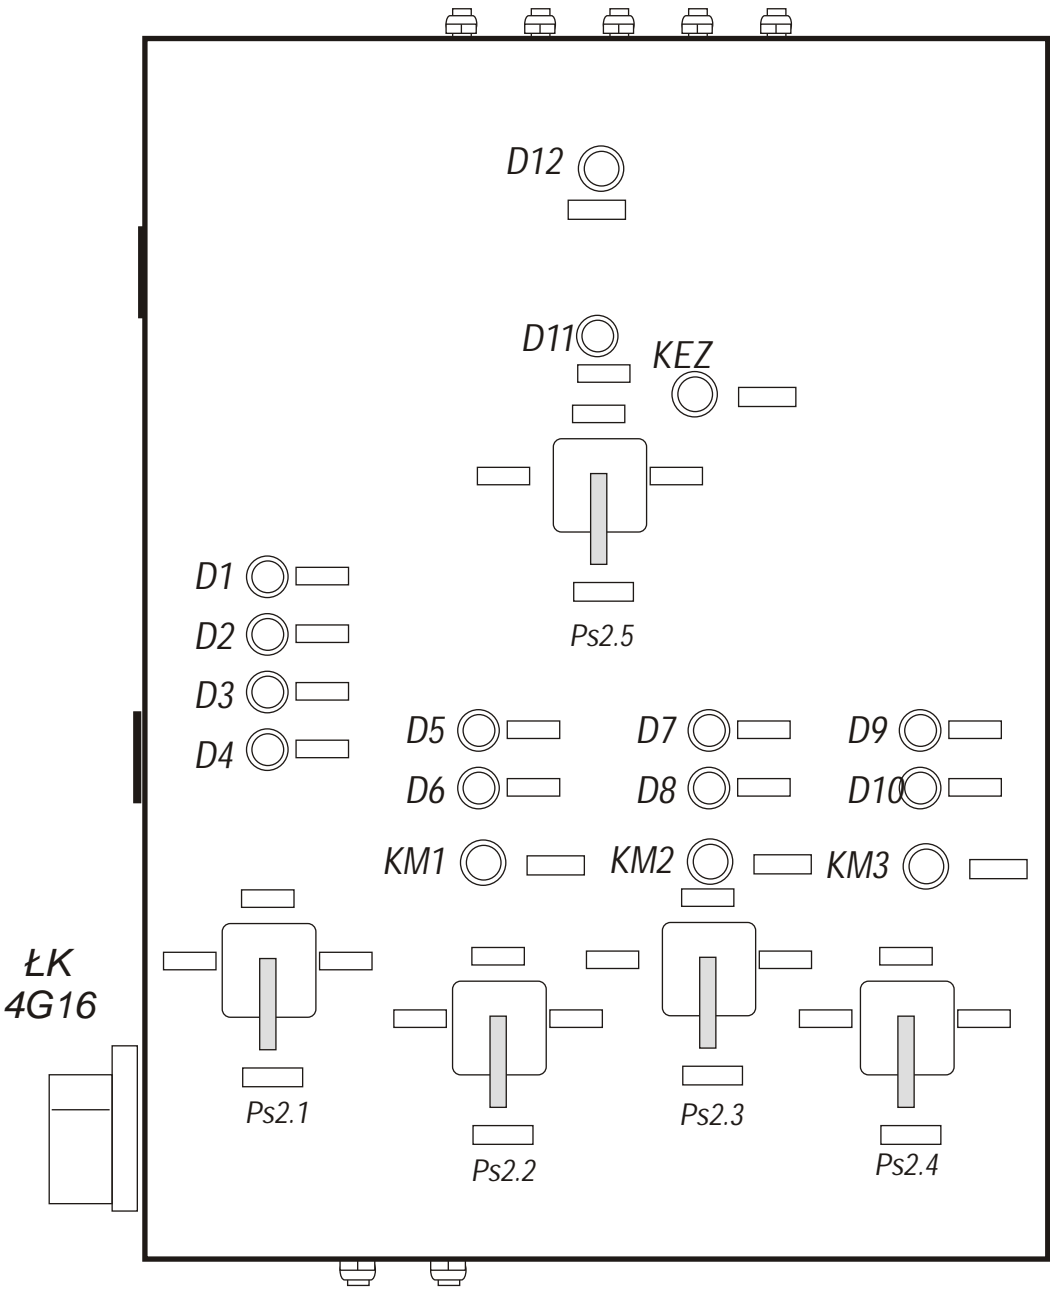 D12
D11
KEZ
Ps2.5
D1
D2
D3
D4
D5
D7
D9
D6
D8
D10
KM1
KM2
KM3
ŁK
4G16
Ps2.1
Ps2.2
Ps2.3
Ps2.4